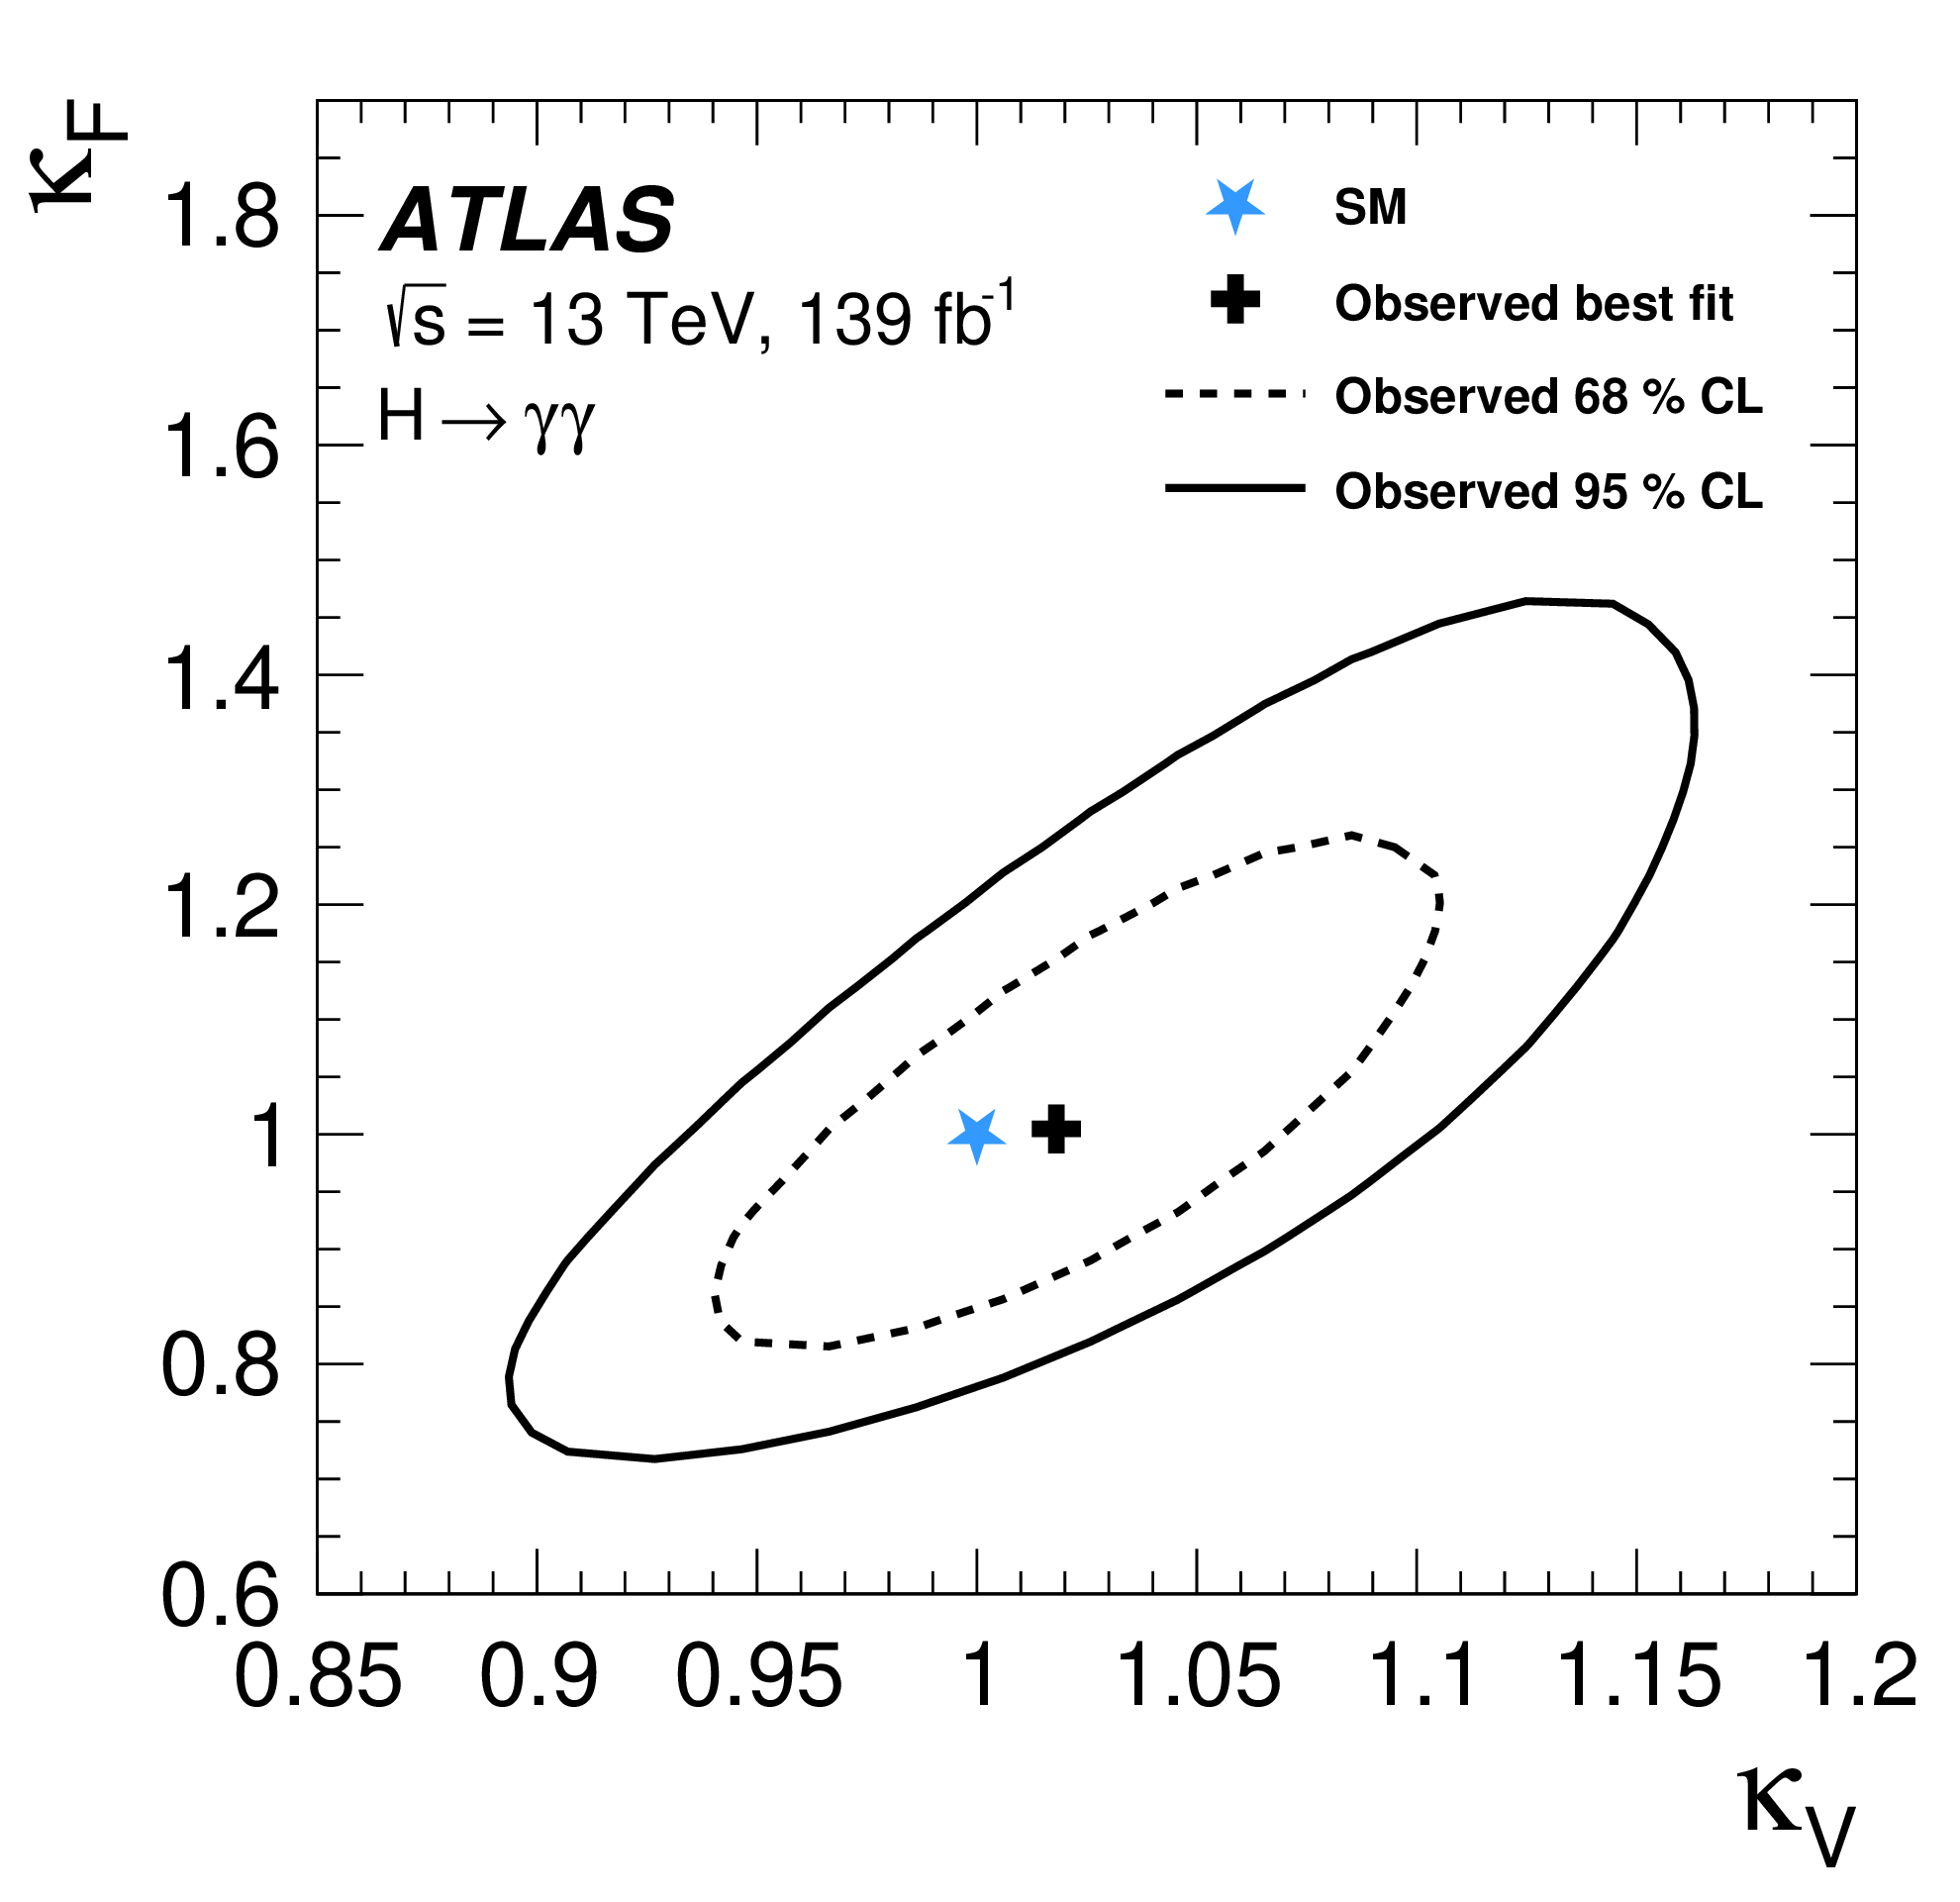 κF
1.8
1.6
1.4
1.2
1
0.8
0.6
ATLAS
√s = 13 TeV, 139 fb-1
H → γγ
SM
Observed best fit
Observed 68 % CL
Observed 95 % CL
0.85 0.9 0.95 1 1.05 1.1 1.15 1.2
κV